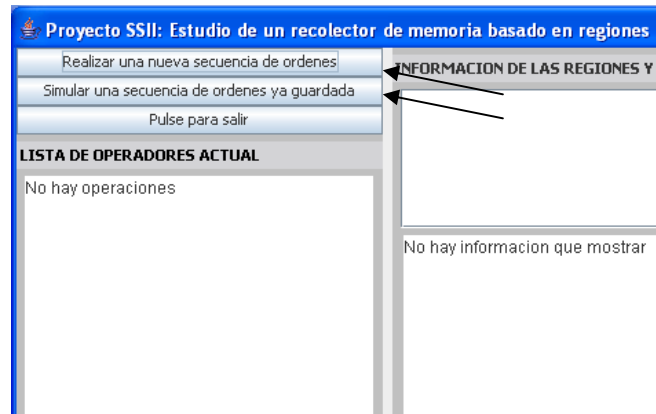 Proyecto SSII: Estudio de un recolector de memoria basado en regiones
Realizar una nueva secuencia de ordenes
Simular una secuencia de ordenes ya guardada
Pulse para salir
LISTA DE OPERADORES ACTUAL
No hay operaciones
INFORMACION DE LAS REGIONES Y
No hay informacion que mostrar